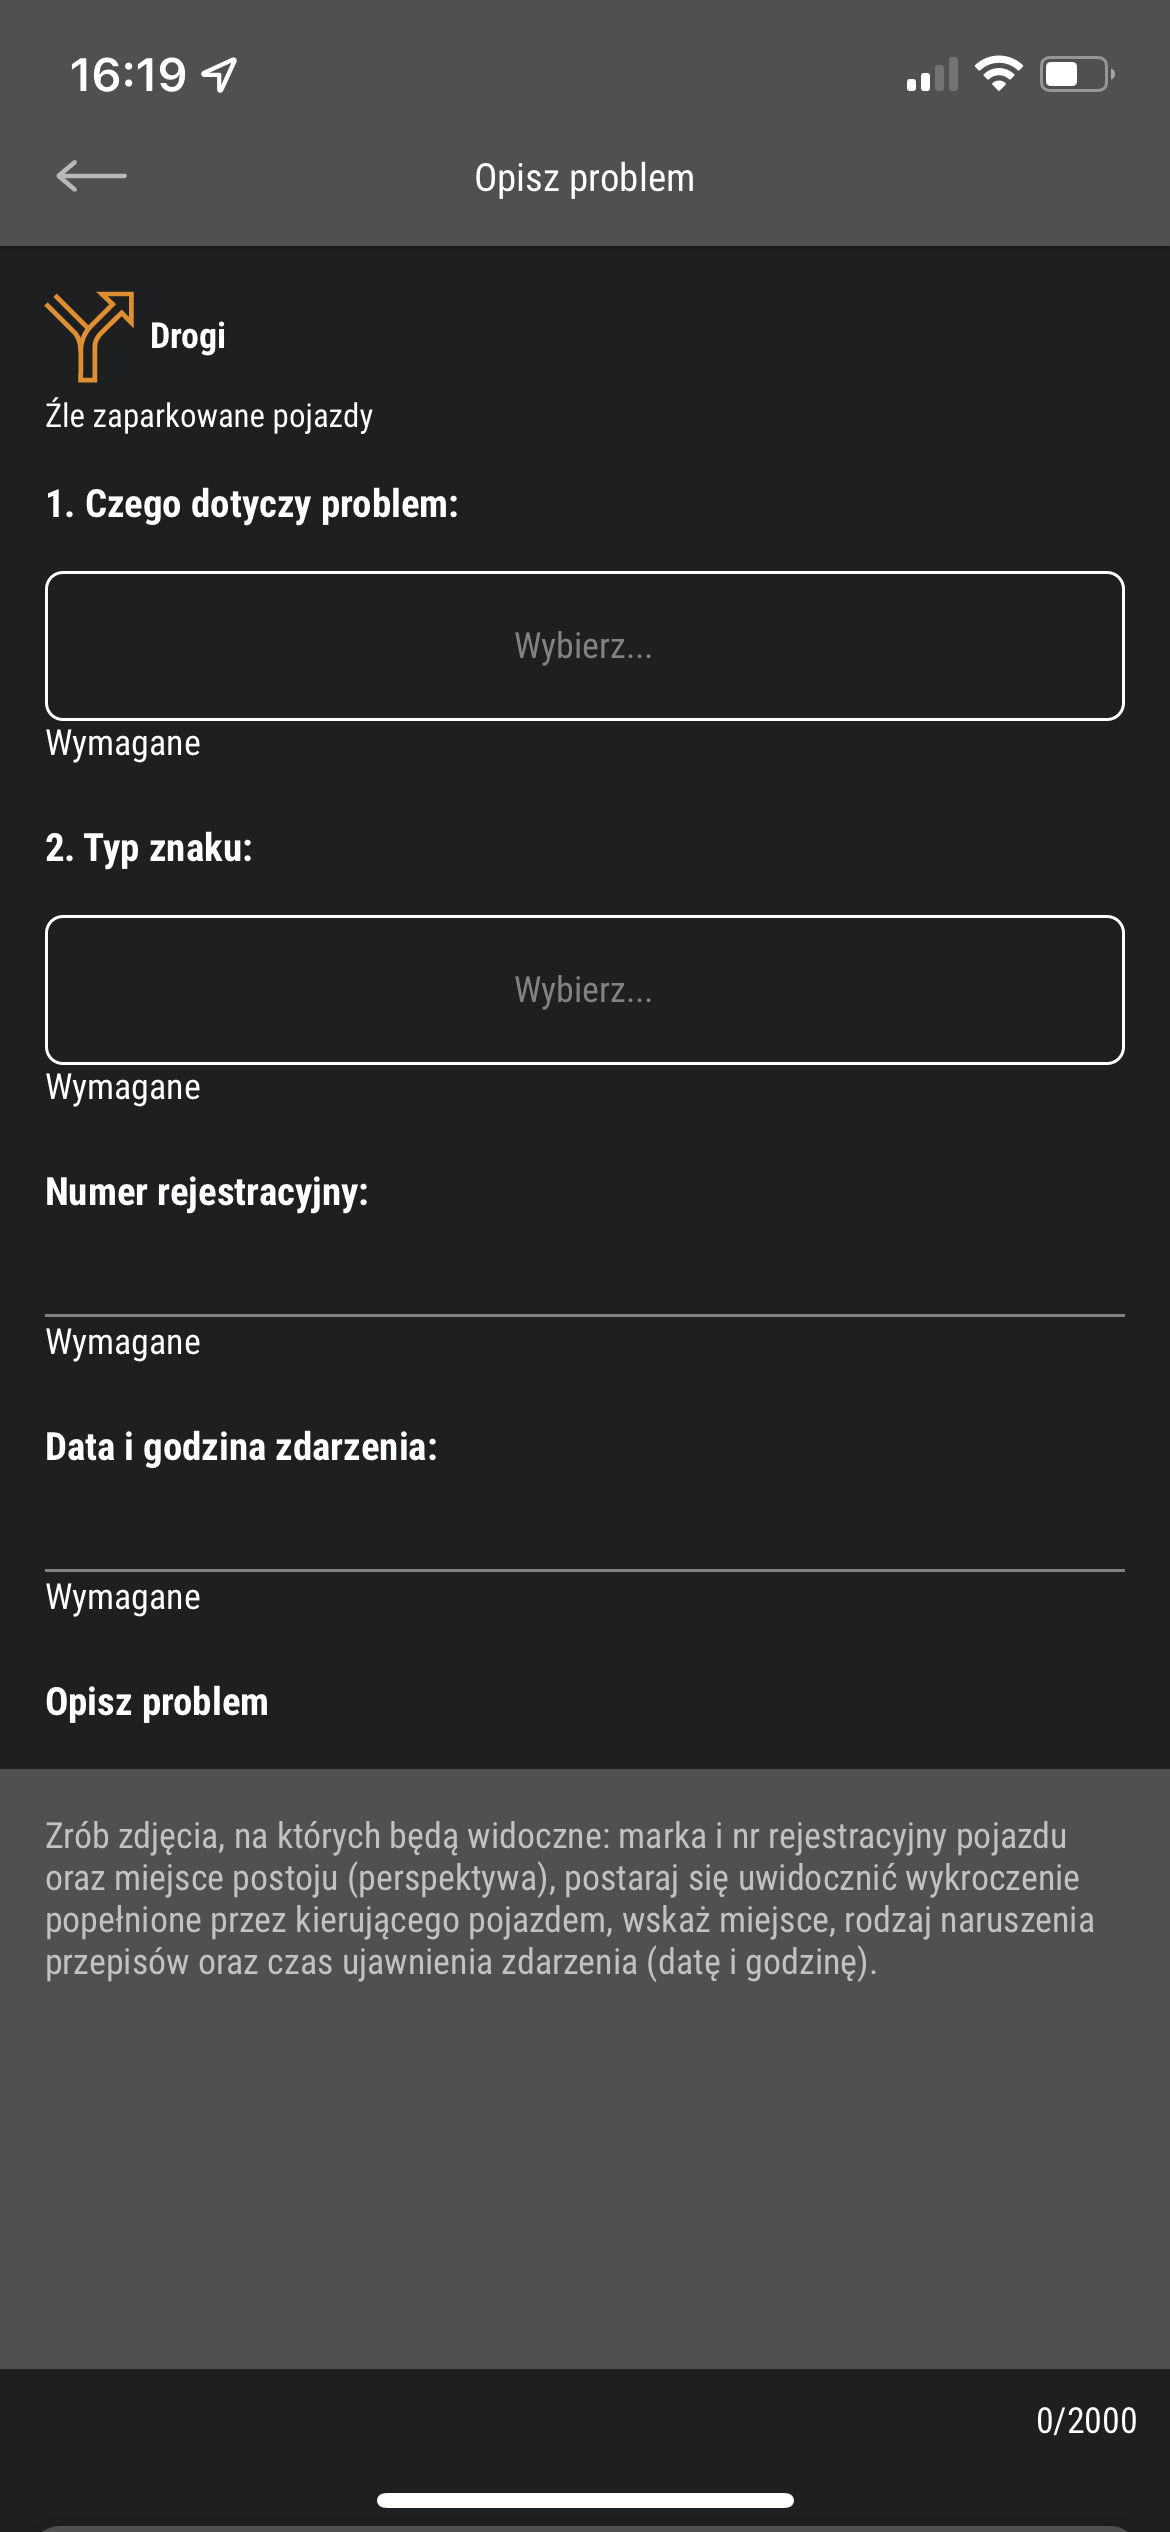 16:19
Opisz problem
Drogi
Źle zaparkowane pojazdy
1. Czego dotyczy problem:
Wybierz...
Wymagane
2. Typ znaku:
Wybierz...
Wymagane
Numer rejestracyjny:
Wymagane
Data i godzina zdarzenia:
Wymagane
Opisz problem
Zrób zdjęcia, na których będą widoczne: marka i nr rejestracyjny pojazdu
oraz miejsce postoju (perspektywa), postaraj się uwidocznić wykroczenie
popełnione przez kierującego pojazdem, wskaż miejsce, rodzaj naruszenia
przepisów oraz czas ujawnienia zdarzenia (datę i godzinę).
0/2000